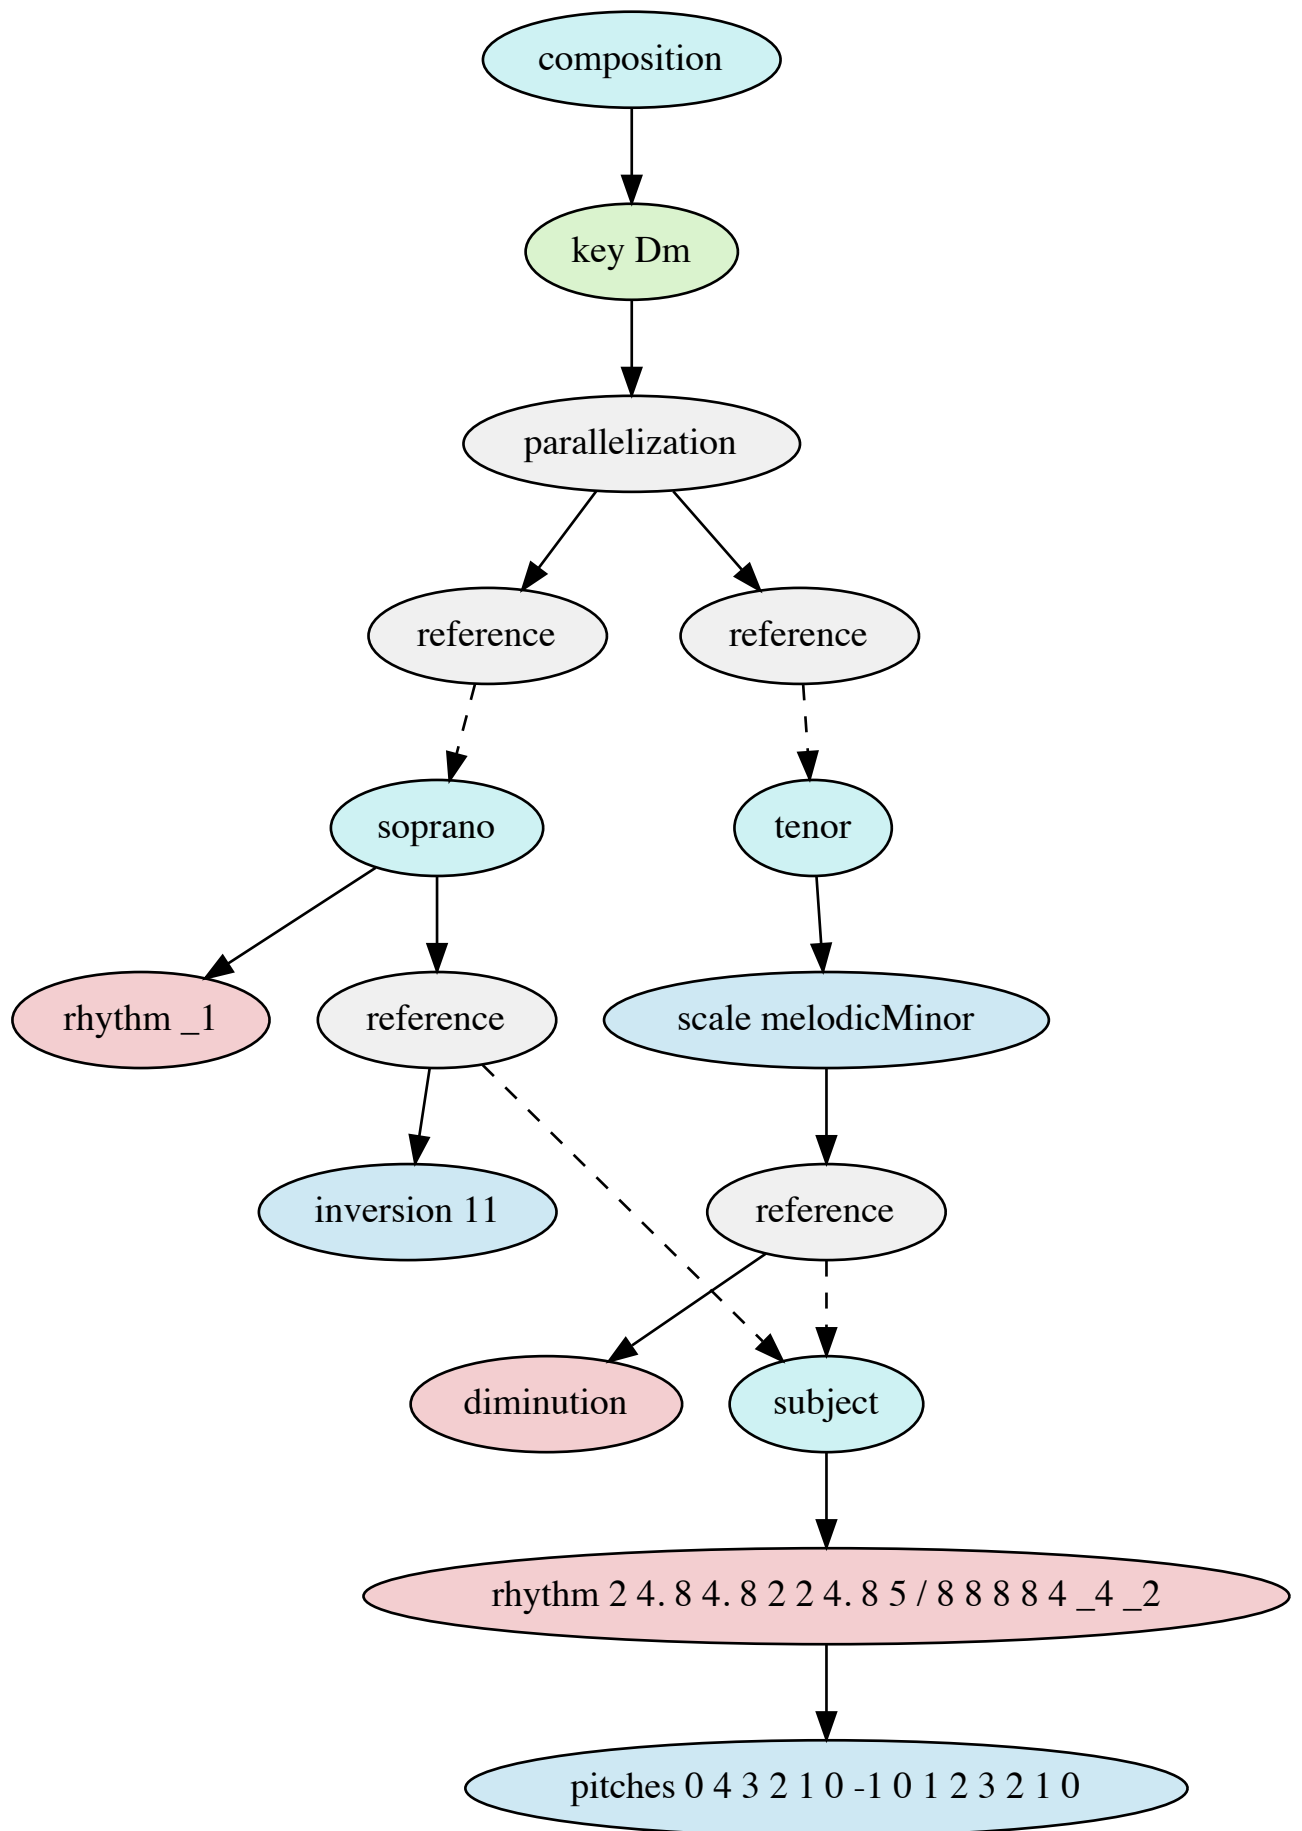 composition
key Dm
parallelization
reference
reference
soprano
tenor
rhythm _1
reference
scale melodicMinor
inversion 11
reference
diminution
subject
rhythm 2 4. 8 4. 8 2 2 4. 8 5 / 8 8 8 8 4 _4 _2
pitches 0 4 3 2 1 0 -1 0 1 2 3 2 1 0